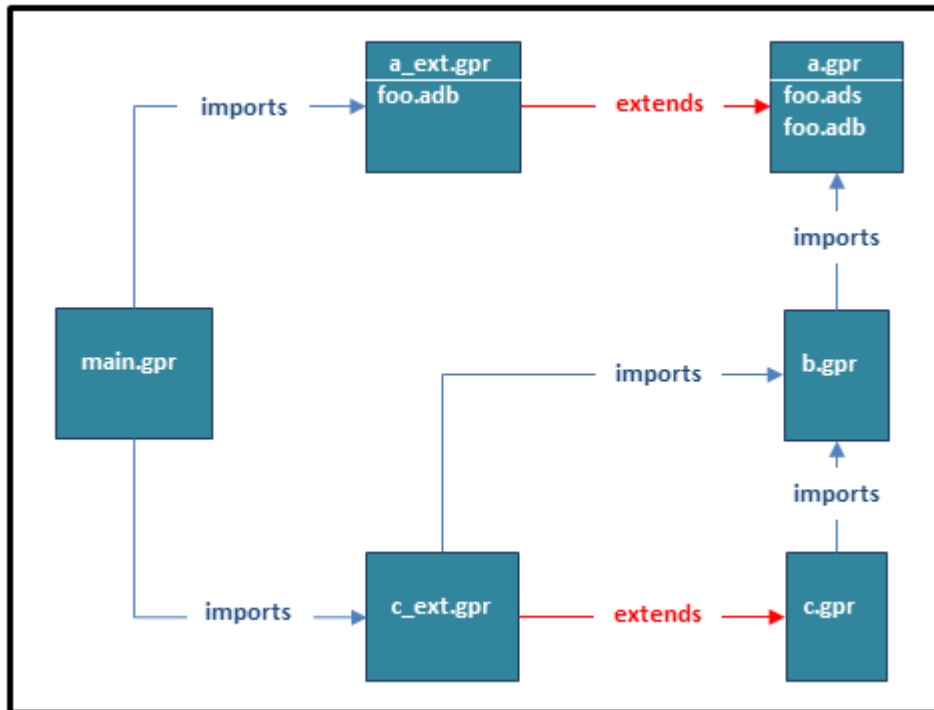 a_ext.gpr
foo.adb
a.gpr
foo.ads
foo.adb
imports
extends
imports
main.gpr
imports
b.gpr
imports
imports
c_ext.gpr
extends
c.gpr